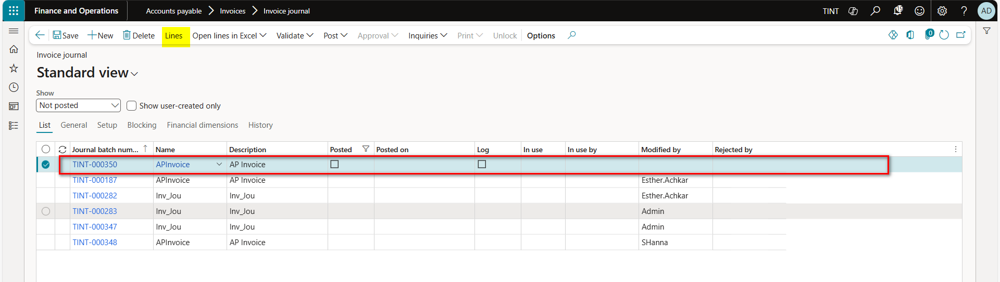 Finance and Operations Accounts payable Invoices Invoice journal TINT 19 ? AD
Save New Delete Lines Open lines in Excel Validate Post Approval Inquiries Print Unlock Options 0
Invoice journal
Standard view
Show
Not posted Show user-created only
List General Setup Blocking Financial dimensions History
Journal batch num... Name Description Posted Posted on Log In use In use by Modified by Rejected by
TINT-000350 APInvoice AP Invoice
TINT-000187 APInvoice AP Invoice Esther.Achkar
TINT-000282 Inv_Jou Inv_Jou Esther.Achkar
TINT-000283 Inv_Jou Inv_Jou Admin
TINT-000347 Inv_Jou Inv_Jou Admin
TINT-000348 APInvoice AP Invoice SHanna